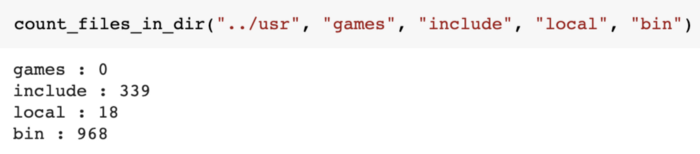 count_files_in_dir("../usr", "games", "include", "local", "bin")
games : 0
include : 339
local : 18
bin : 968